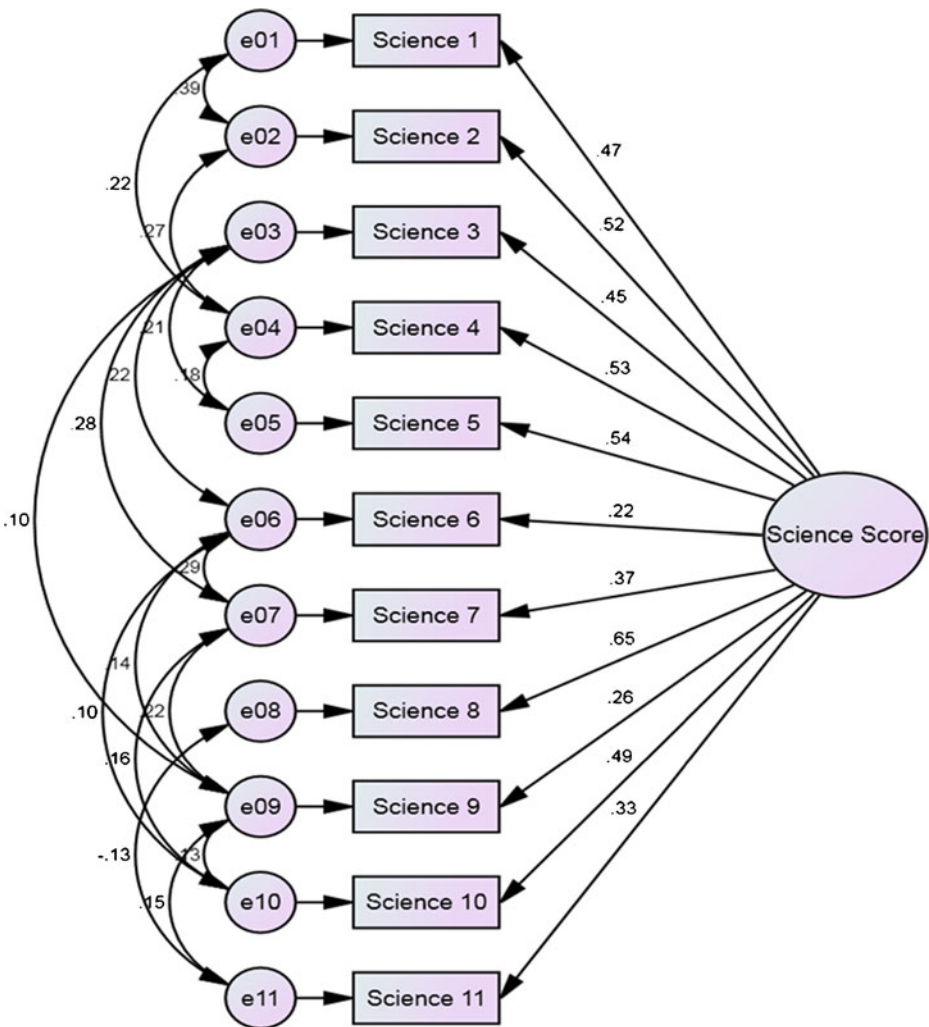 e01
Science 1
.39
e02
Science 2
.47
.22
.52
.27
e03
Science 3
.45
e04
Science 4
.21
.53
.22
.18
e05
Science 5
.28
.54
e06
Science 6
.22
.10
Science Score
.29
.37
e07
Science 7
.65
.14
.10
.22
e08
Science 8
.26
.16
.49
e09
Science 9
.33
-.13
.13
.15
e10
Science 10
e11
Science 11